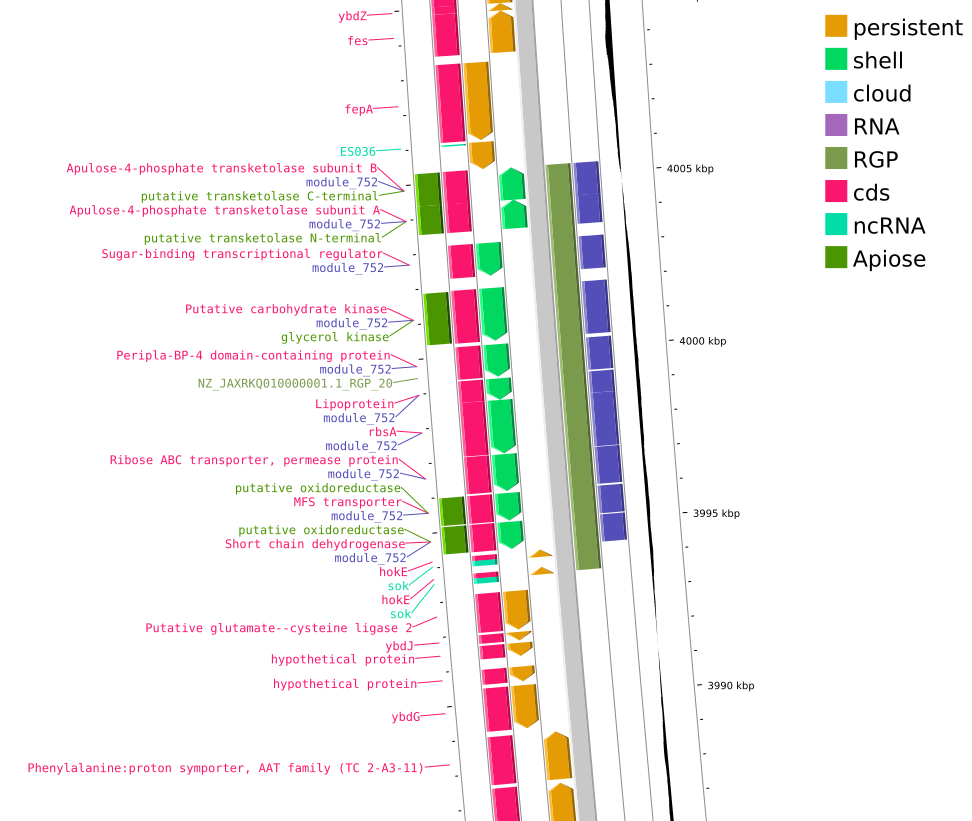 ybdZ
fes
fepA
ES036
Apulose-4-phosphate transketolase subunit B
module_752
putative transketolase C-terminal
Apulose-4-phosphate transketolase subunit A
module_752
putative transketolase N-terminal
Sugar-binding transcriptional regulator
module_752
Putative carbohydrate kinase
module_752
glycerol kinase
Peripla-BP-4 domain-containing protein
module_752
NZ_JAXRKQ010000001.1_RGP_20
Lipoprotein
module_752
rbsA
module_752
Ribose ABC transporter, permease protein
module_752
putative oxidoreductase
MFS transporter
module_752
putative oxidoreductase
Short chain dehydrogenase
module_752
hokE
sok
hokE
sok
Putative glutamate--cysteine ligase 2
ybdJ
hypothetical protein
hypothetical protein
ybdG
Phenylalanine:proton symporter, AAT family (TC 2-A3-11)
4005 kbp
4000 kbp
3995 kbp
3990 kbp
persistent
shell
cloud
RNA
RGP
cds
ncRNA
Apiose